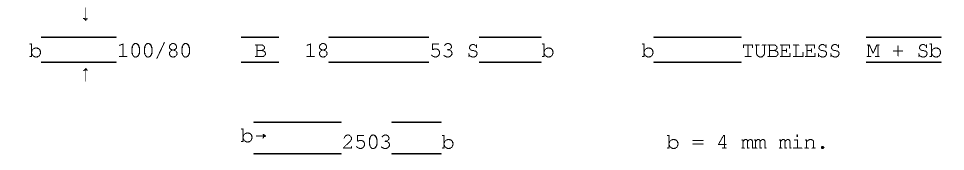 ↓
b 100/80 B 18 53 S b b TUBELESS M + Sb
↑
b→ 2503 b b = 4 mm min.